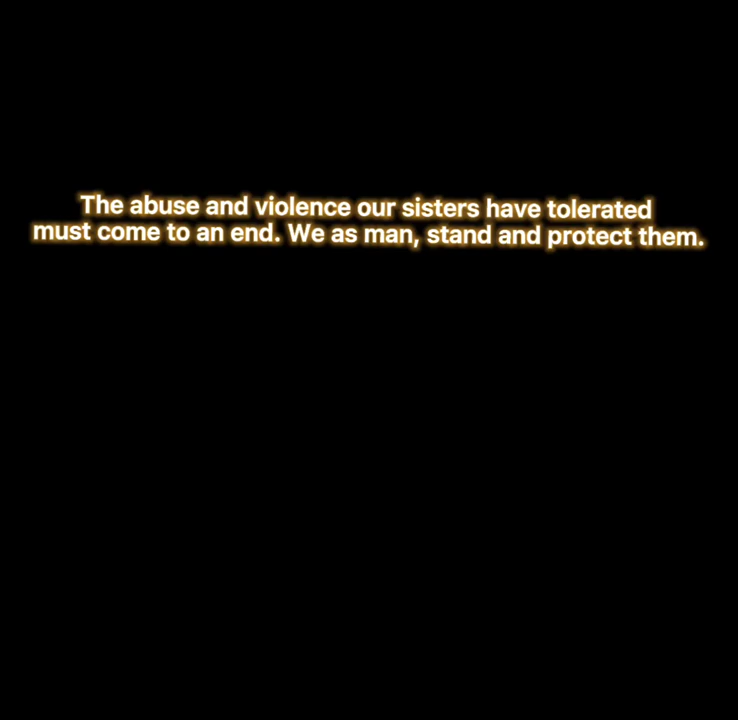 The abuse and violence our sisters have tolerated
must come to an end. We as man, stand and protect them.